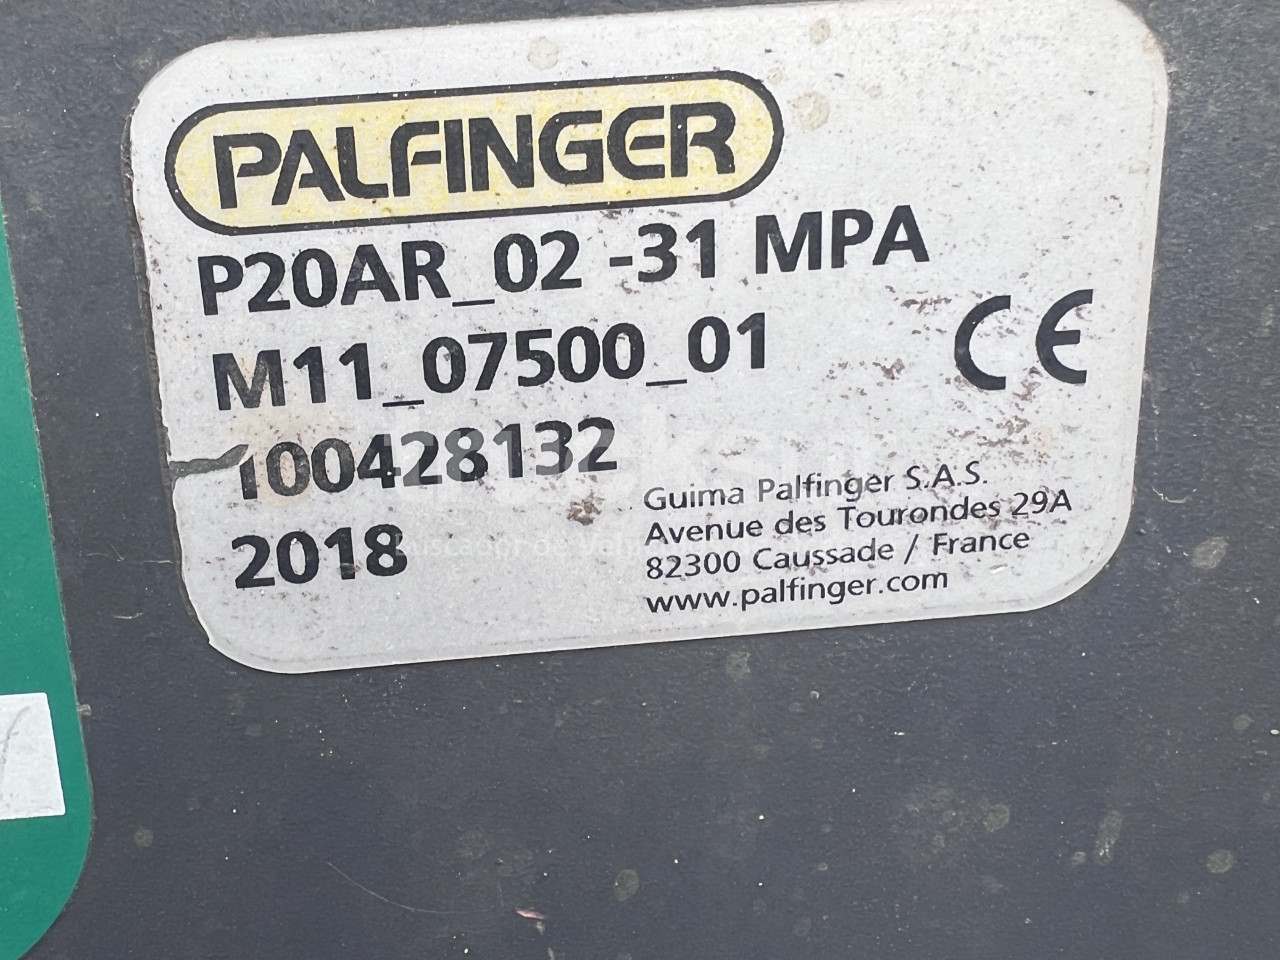 PALFINGER
P20AR_02 -31 MPA
M11_07500_01
CE
100428132
2018
Guima Palfinger S.A.S.
Avenue des Tourondes 29A
82300 Caussade / France
www.palfinger.com